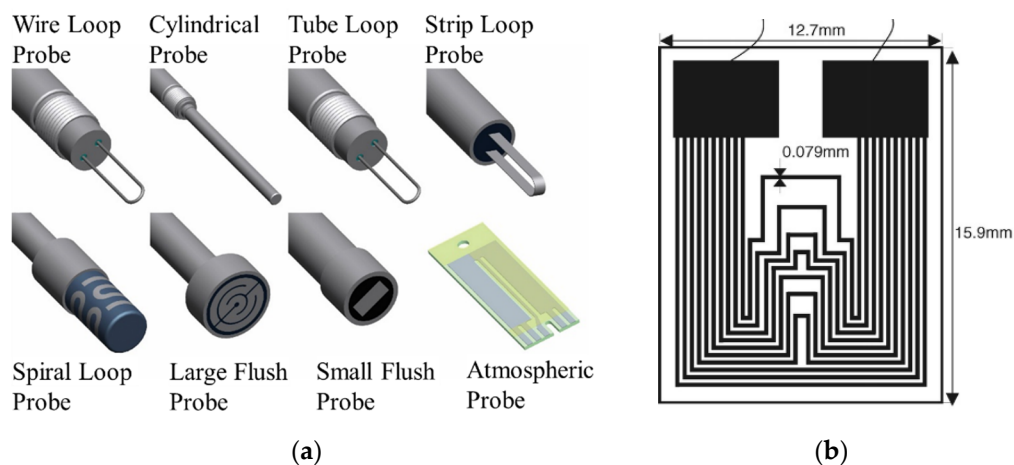 Wire Loop
Probe
Cylindrical
Probe
Tube Loop
Probe
Strip Loop
Probe
Spiral Loop
Probe
Large Flush
Probe
Small Flush
Probe
Atmospheric
Probe
(a)
12.7mm
0.079mm
15.9mm
(b)